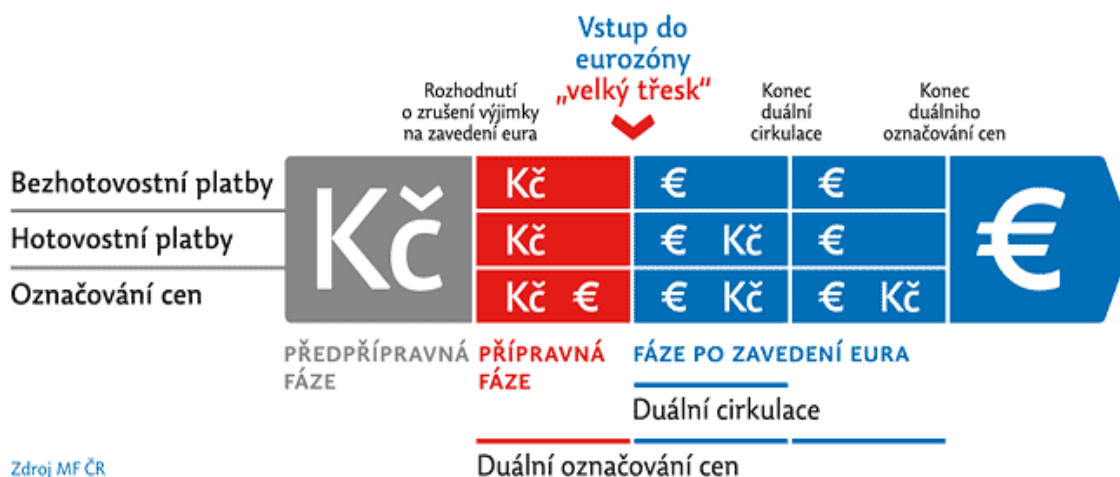 Vstup do
eurozóny
„velký třesk“
Rozhodnutí
o zrušení výjimky
na zavedení eura
Konec
duální
cirkulace
Konec
duálního
označování cen
Bezhotovostní platby
Kč
Kč
€
€
€
Hotovostní platby
Kč
€ Kč
€
Označování cen
Kč €
€ Kč
€ Kč
PŘEDPŘÍPRAVNÁ
FÁZE
PŘÍPRAVNÁ
FÁZE
FÁZE PO ZAVEDENÍ EURA
Duální cirkulace
Duální označování cen
Zdroj MF ČR